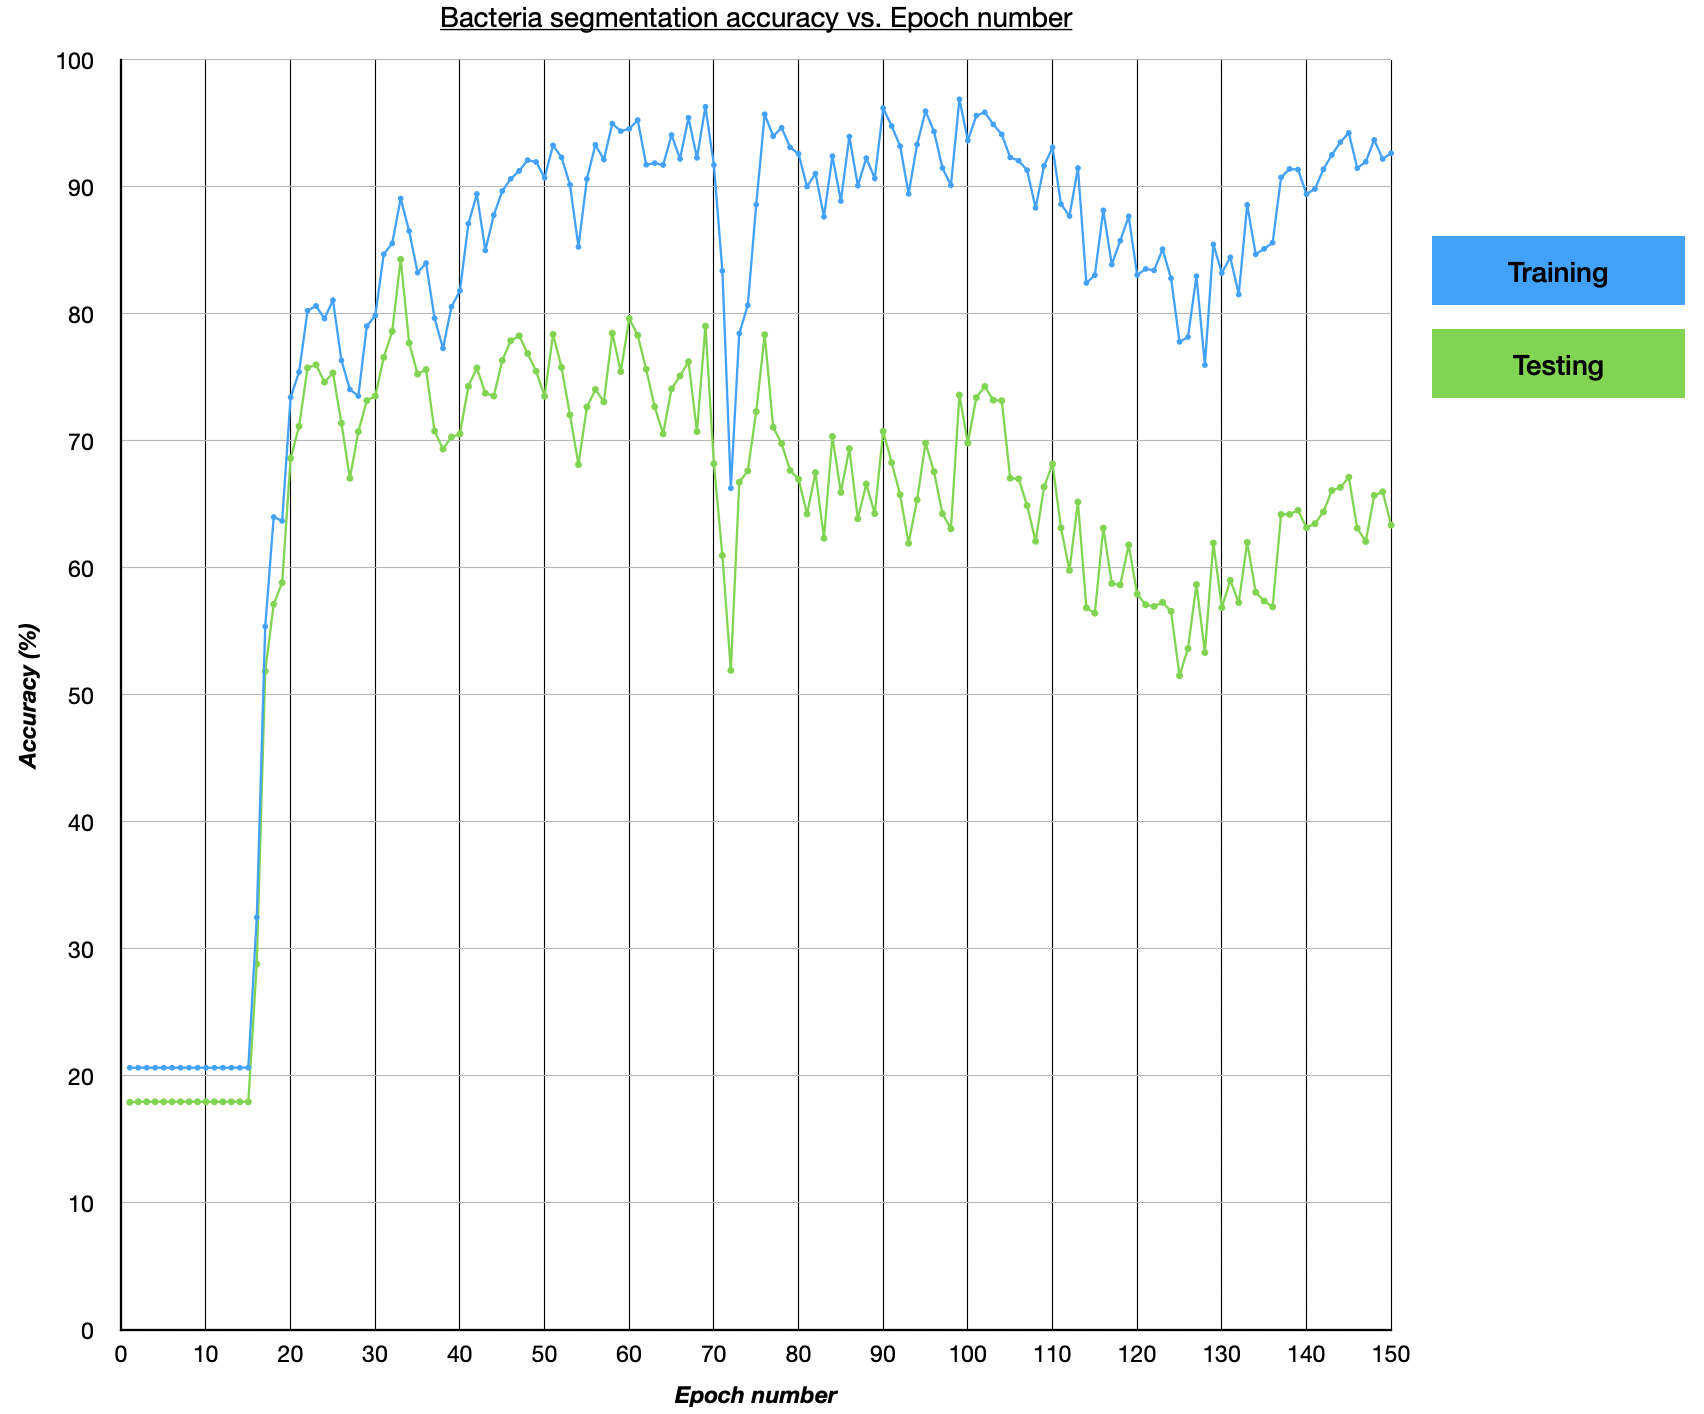 Bacteria segmentation accuracy vs. Epoch number
100
90
80
70
60
50
40
30
20
10
0
Accuracy (%)
0 10 20 30 40 50 60 70 80 90 100 110 120 130 140 150
Epoch number
Training
Testing